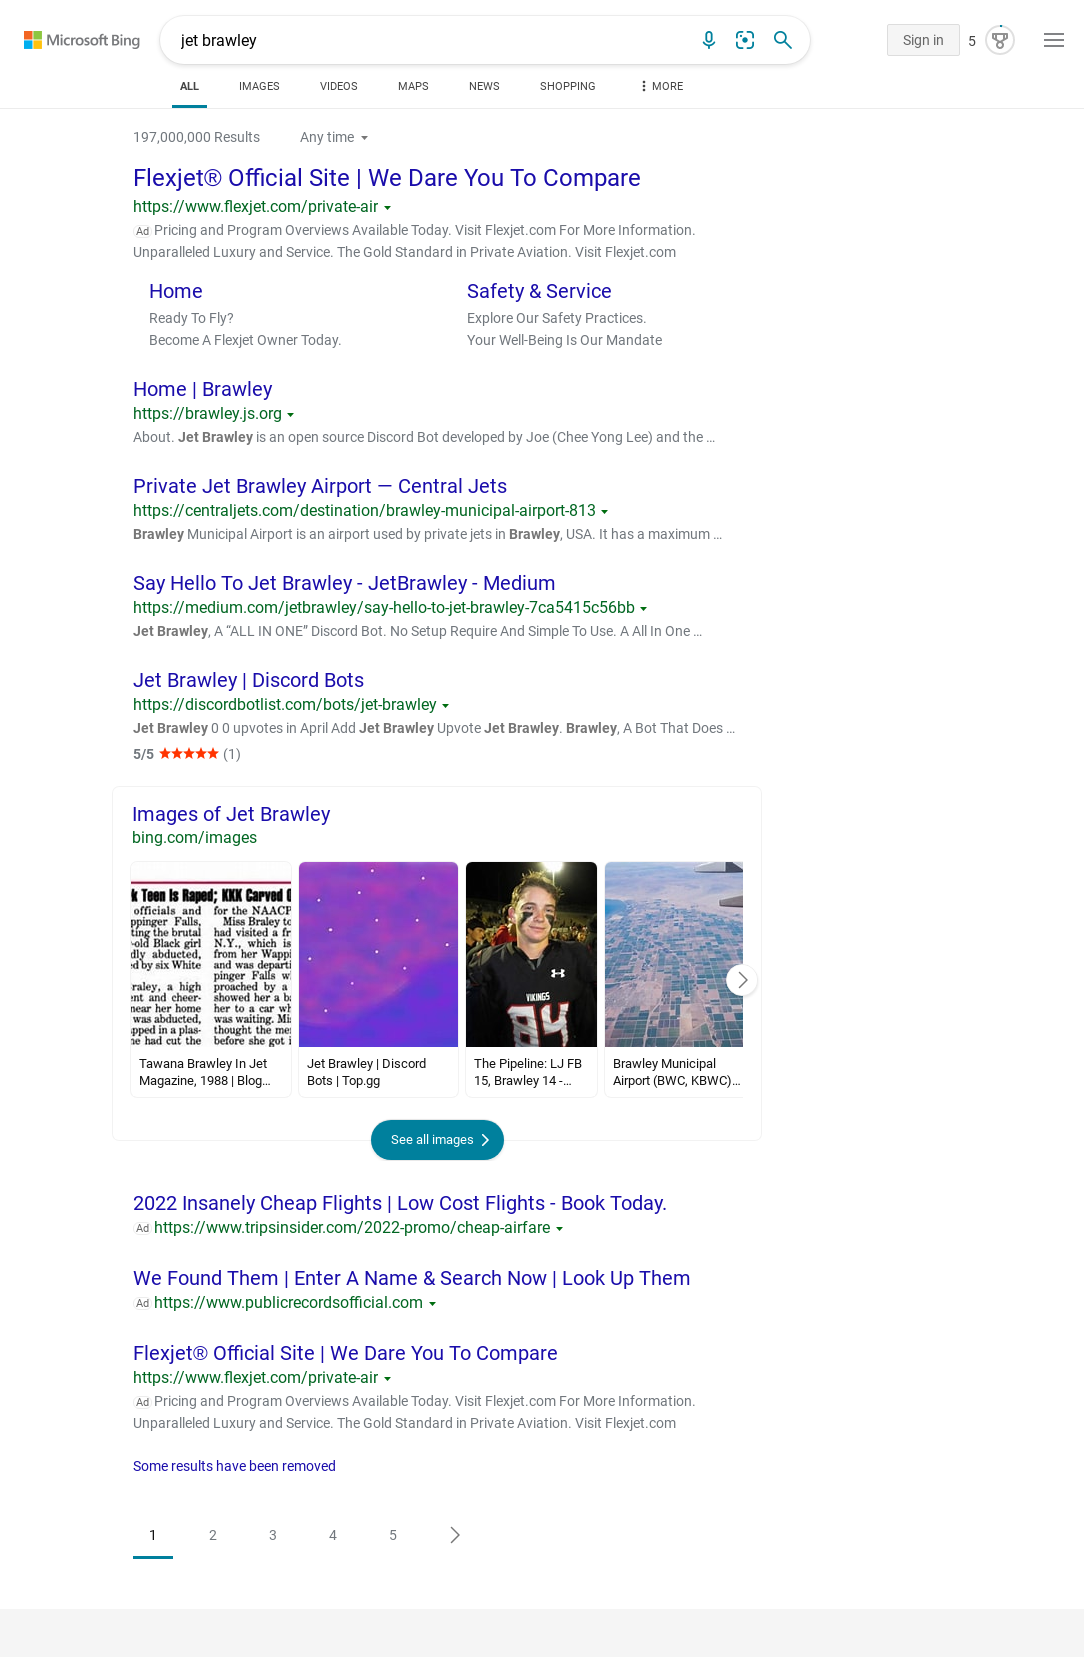 Microsoft Bing
jet brawley
Sign in
5
ALL
IMAGES
VIDEOS
MAPS
NEWS
SHOPPING
MORE
197,000,000 Results
Any time
Flexjet® Official Site | We Dare You To Compare
https://www.flexjet.com/private-air
Ad Pricing and Program Overviews Available Today. Visit Flexjet.com For More Information.
Unparalleled Luxury and Service. The Gold Standard in Private Aviation. Visit Flexjet.com
Home
Ready To Fly?
Become A Flexjet Owner Today.
Safety & Service
Explore Our Safety Practices.
Your Well-Being Is Our Mandate
Home | Brawley
https://brawley.js.org
About. Jet Brawley is an open source Discord Bot developed by Joe (Chee Yong Lee) and the ...
Private Jet Brawley Airport — Central Jets
https://centraljets.com/destination/brawley-municipal-airport-813
Brawley Municipal Airport is an airport used by private jets in Brawley, USA. It has a maximum ...
Say Hello To Jet Brawley - JetBrawley - Medium
https://medium.com/jetbrawley/say-hello-to-jet-brawley-7ca5415c56bb
Jet Brawley, A “ALL IN ONE” Discord Bot. No Setup Require And Simple To Use. A All In One ...
Jet Brawley | Discord Bots
https://discordbotlist.com/bots/jet-brawley
Jet Brawley 0 0 upvotes in April Add Jet Brawley Upvote Jet Brawley. Brawley, A Bot That Does ...
5/5 ★★★★★ (1)
Images of Jet Brawley
bing.com/images
k Teen Is Raped; KKK Carved
officials and
ppinger Falls,
ting the brutal
-old Black girl
dly abducted,
ed by six White
raley, a high
ent and cheer-
near her home
was abducted,
pped in a plas-
ne had cut the
for the NAACP
Miss Braley to
had visited a fr
N.Y., which is
from her Wappi
and was departi
pinger Falls wh
proached by a
showed her a ba
her to a car wh
was waiting. Mis
thought the men
before she got i
VIKINGS
84
Tawana Brawley In Jet
Magazine, 1988 | Blog...
Jet Brawley | Discord
Bots | Top.gg
The Pipeline: LJ FB
15, Brawley 14 -...
Brawley Municipal
Airport (BWC, KBWC)...
See all images
2022 Insanely Cheap Flights | Low Cost Flights - Book Today.
Ad https://www.tripsinsider.com/2022-promo/cheap-airfare
We Found Them | Enter A Name & Search Now | Look Up Them
Ad https://www.publicrecordsofficial.com
Flexjet® Official Site | We Dare You To Compare
https://www.flexjet.com/private-air
Ad Pricing and Program Overviews Available Today. Visit Flexjet.com For More Information.
Unparalleled Luxury and Service. The Gold Standard in Private Aviation. Visit Flexjet.com
Some results have been removed
1 2 3 4 5